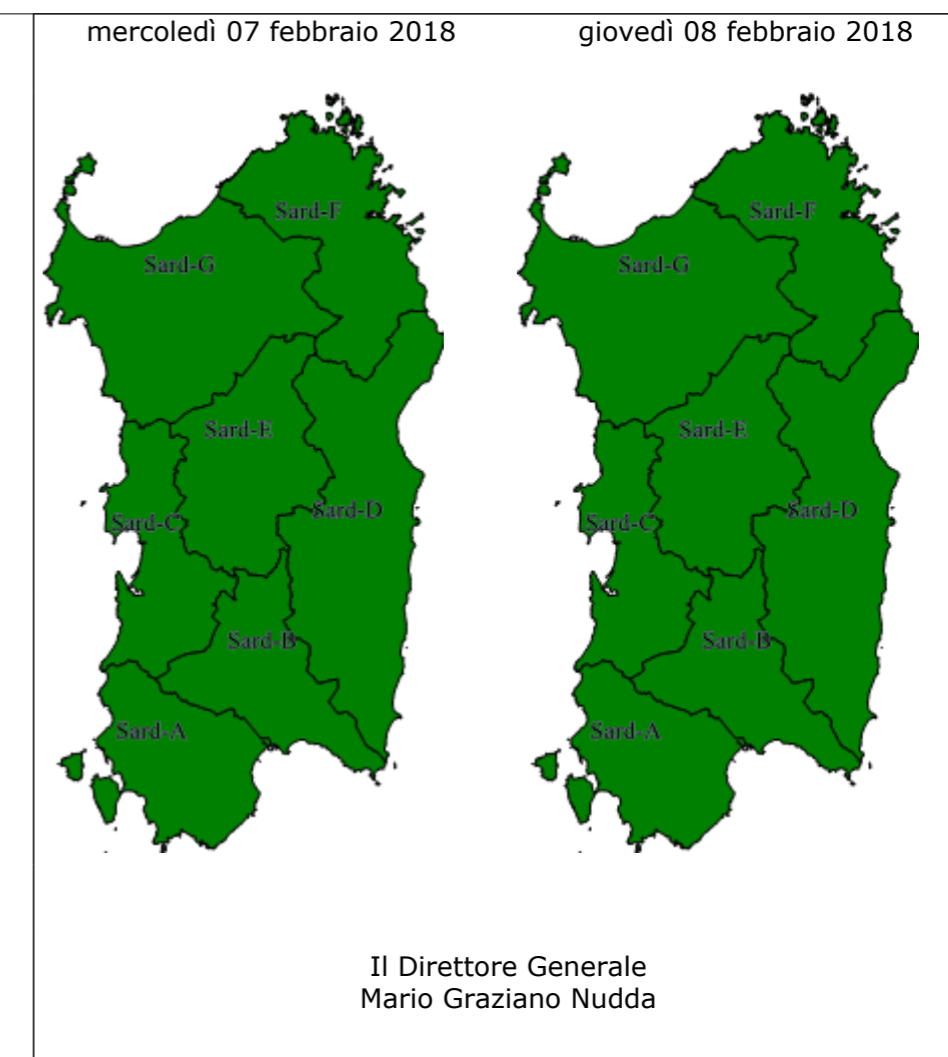 mercoledì 07 febbraio 2018
giovedì 08 febbraio 2018
Sard-F
Sard-G
Sard-E
Sard-D
Sard-C
Sard-B
Sard-A
Sard-F
Sard-G
Sard-E
Sard-D
Sard-C
Sard-B
Sard-A
Il Direttore Generale
Mario Graziano Nudda